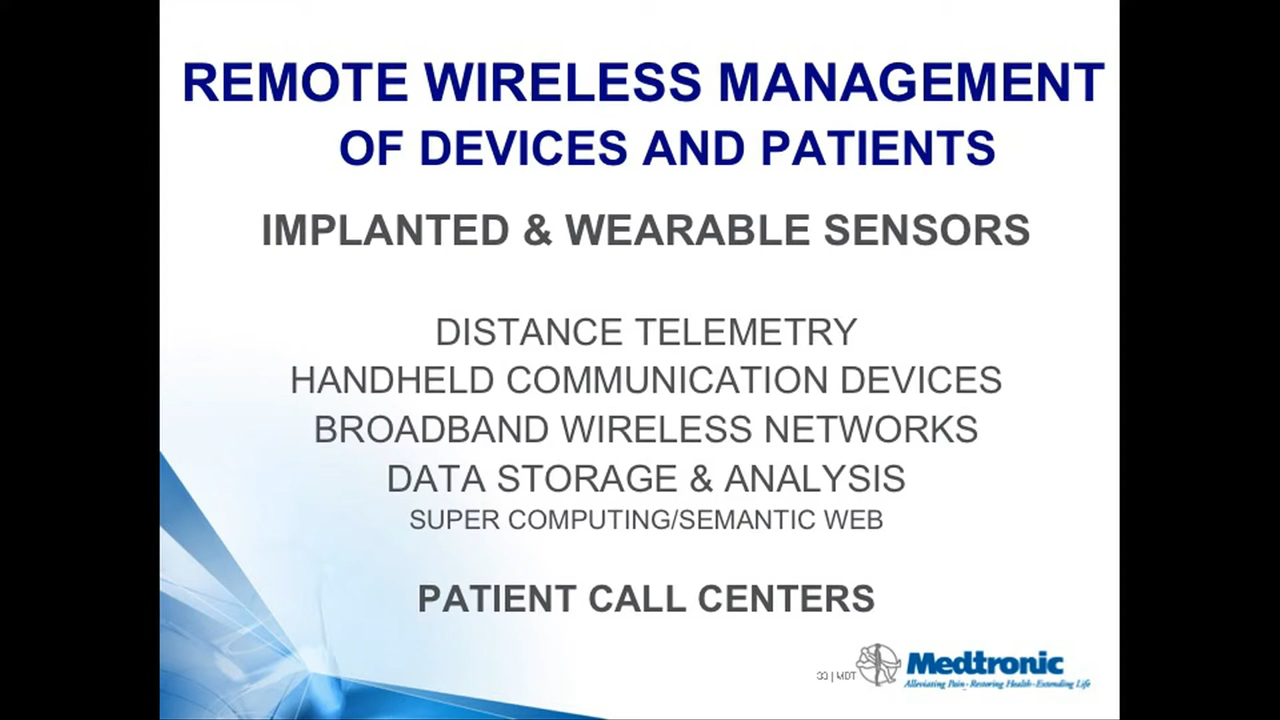 REMOTE WIRELESS MANAGEMENT
OF DEVICES AND PATIENTS
IMPLANTED & WEARABLE SENSORS
DISTANCE TELEMETRY
HANDHELD COMMUNICATION DEVICES
BROADBAND WIRELESS NETWORKS
DATA STORAGE & ANALYSIS
SUPER COMPUTING/SEMANTIC WEB
PATIENT CALL CENTERS
| MDT
Medtronic
Alleviating Pain · Restoring Health · Extending Life